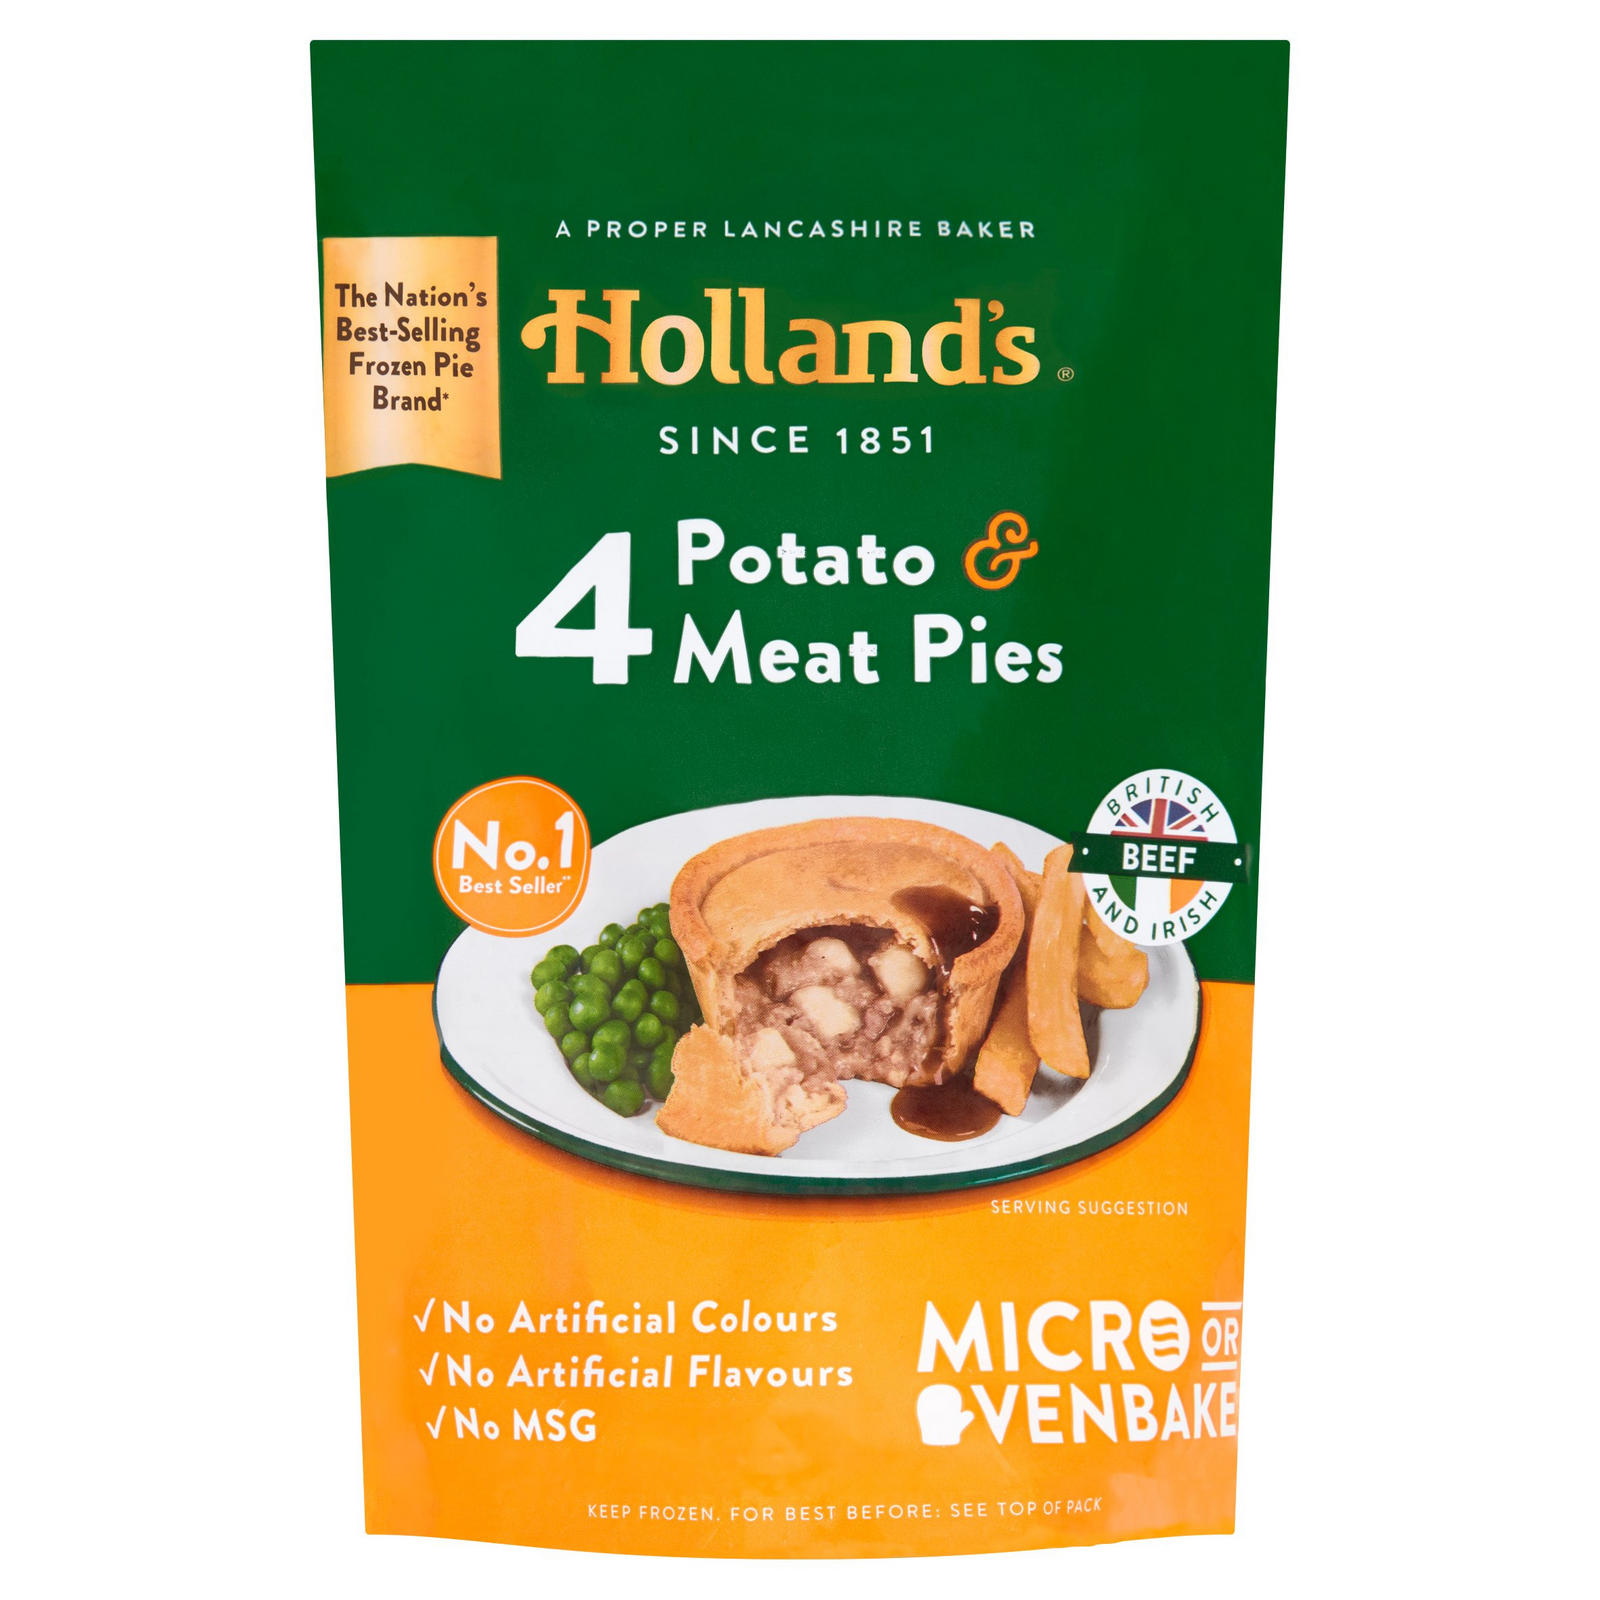 A PROPER LANCASHIRE BAKER
The Nation's
Best-Selling
Frozen Pie
Brand*
Holland's®
SINCE 1851
4 Potato &
Meat Pies
No.1
Best Seller**
BRITISH
BEEF
AND IRISH
SERVING SUGGESTION
✓No Artificial Colours
✓No Artificial Flavours
✓No MSG
MICRO OR
OVENBAKE
KEEP FROZEN. FOR BEST BEFORE: SEE TOP OF PACK